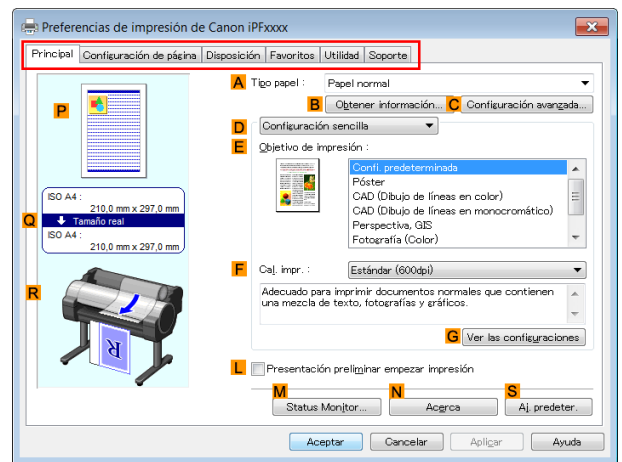 Preferencias de impresión de Canon iPFxxxx
Principal Configuración de página Disposición Favoritos Utilidad Soporte
A Tipo papel : Papel normal
P
B Obtener información... C Configuración avanzada...
D Configuración sencilla
E Objetivo de impresión :
Confi. predeterminada
Póster
CAD (Dibujo de líneas en color)
CAD (Dibujo de líneas en monocromático)
Perspectiva, GIS
Fotografía (Color)
ISO A4 :
210,0 mm x 297,0 mm
Q Tamaño real
ISO A4 :
210,0 mm x 297,0 mm
F Cal. impr. : Estándar (600dpi)
Adecuado para imprimir documentos normales que contienen
una mezcla de texto, fotografías y gráficos.
R
R
G Ver las configuraciones
L Presentación preliminar empezar impresión
M N S
Status Monitor... Acerca Aj. predeter.
Aceptar Cancelar Aplicar Ayuda